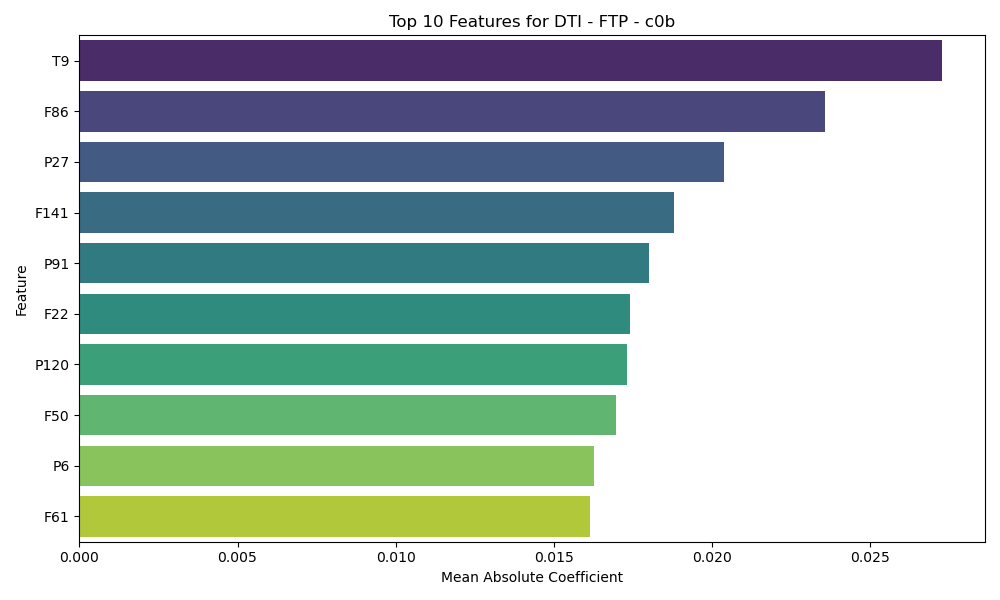 Top 10 Features for DTI - FTP - c0b
Feature
T9
F86
P27
F141
P91
F22
P120
F50
P6
F61
0.000 0.005 0.010 0.015 0.020 0.025
Mean Absolute Coefficient